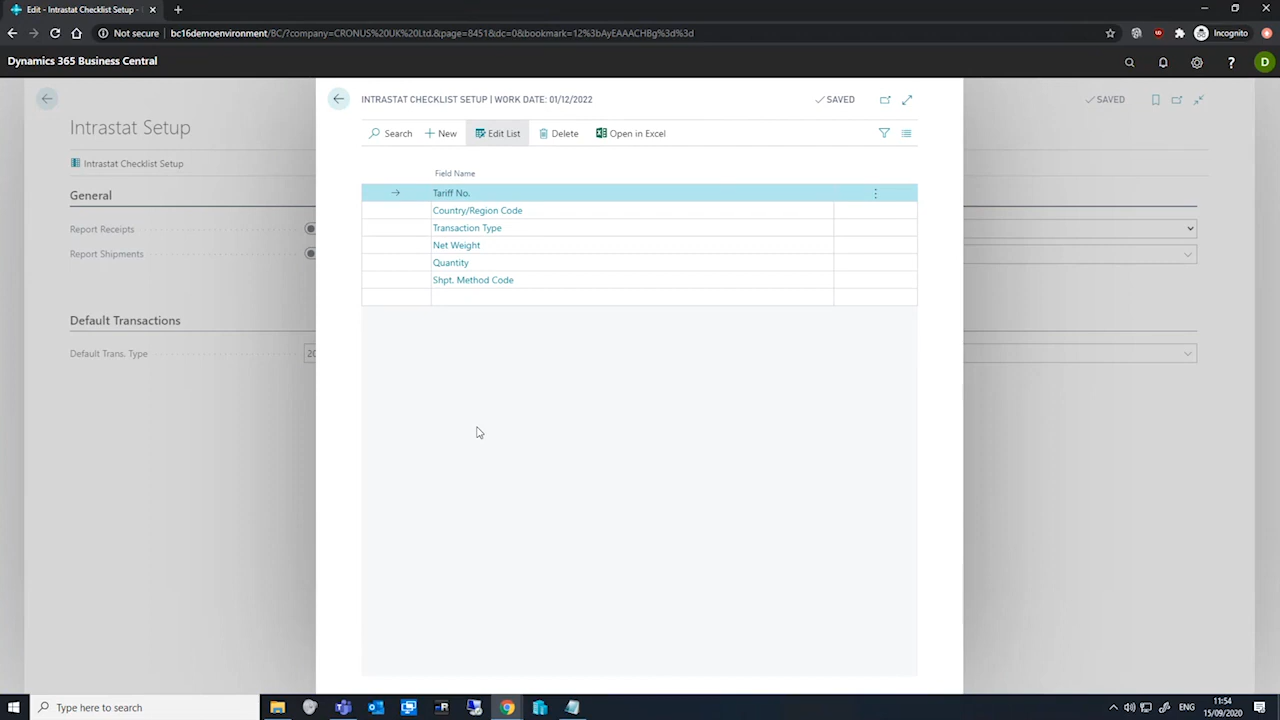 Edit - Intrastat Checklist Setup -
Not secure
bc16demoenvironment/BC/?company=CRONUS%20UK%20Ltd.&page=8451&dc=0&bookmark=12%3bAyEAAACHBg%3d%3d
Incognito
Dynamics 365 Business Central
D
INTRASTAT CHECKLIST SETUP | WORK DATE: 01/12/2022
SAVED
Search
New
Edit List
Delete
Open in Excel
Field Name
Tariff No.
Country/Region Code
Transaction Type
Net Weight
Quantity
Shpt. Method Code
Intrastat Setup
SAVED
Intrastat Checklist Setup
General
Report Receipts
Report Shipments
Default Transactions
Default Trans. Type
20
Type here to search
ENG
11:54
15/09/2020